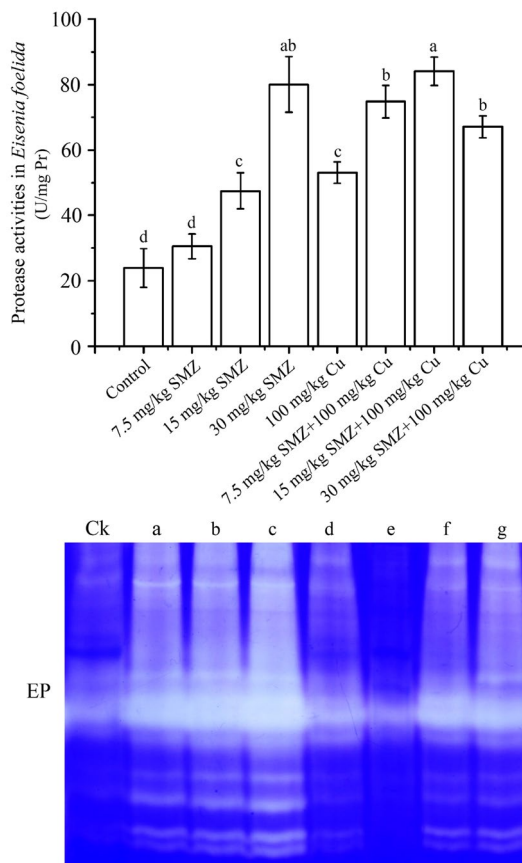 Protease activities in Eisenia foelida
(U/mg Pr)
100
80
60
40
20
0
d
d
c
ab
c
b
a
b
Control
7.5 mg/kg SMZ
15 mg/kg SMZ
30 mg/kg SMZ
100 mg/kg Cu
7.5 mg/kg SMZ+100 mg/kg Cu
15 mg/kg SMZ+100 mg/kg Cu
30 mg/kg SMZ+100 mg/kg Cu
Ck a b c d e f g
EP